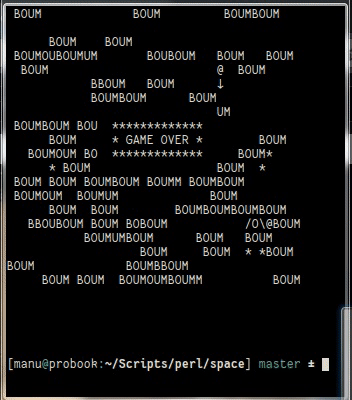 BOUM BOUM BOUMBOUM
BOUM BOUM
BOUMOUBOUMUM BOUBOUM BOUM BOUM
BOUM @ BOUM
BBOUM BOUM ↓
BOUMBOUM BOUM
UM
BOUMBOUM BOU *************
BOUM * GAME OVER * BOUM
BOUMOUM BO ************* BOUM*
* BOUM BOUM *
BOUM BOUM BOUMBOUM BOUMM BOUMBOUM
BOUMOUM BOUMUM BOUM
BOUM BOUM BOUMBOUMBOUMBOUM
BBOUBOUM BOUM BOBOUM /O\@BOUM
BOUMUMBOUM BOUM BOUM
BOUM BOUM * *BOUM
BOUM BOUMBBOUM
BOUM BOUM BOUMOUMBOUMM BOUM
[manu@probook:~/Scripts/perl/space] master ±